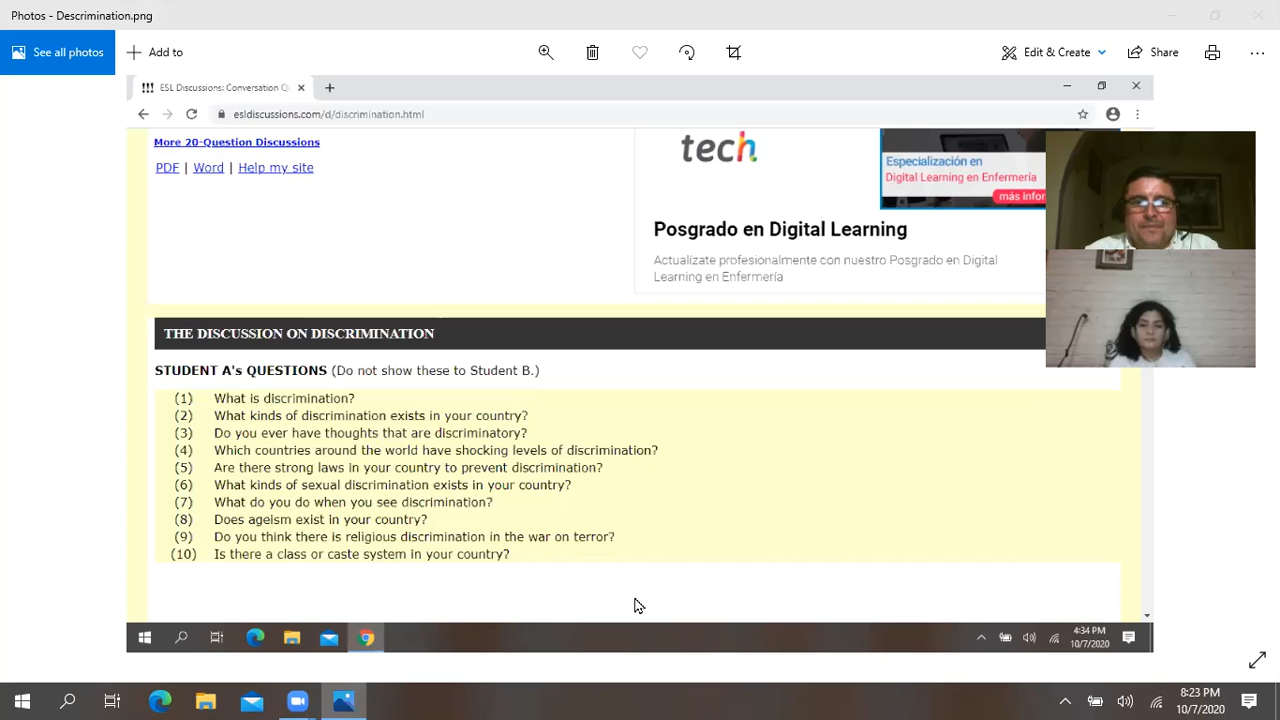 Photos - Descrimination.png
See all photos
Add to
Edit & Create
Share
ESL Discussions: Conversation Q
esldiscussions.com/d/discrimination.html
More 20-Question Discussions
PDF | Word | Help my site
tech
Especialización en
Digital Learning en Enfermería
más infor
Posgrado en Digital Learning
Actualízate profesionalmente con nuestro Posgrado en Digital
Learning en Enfermería
THE DISCUSSION ON DISCRIMINATION
STUDENT A's QUESTIONS (Do not show these to Student B.)
(1) What is discrimination?
(2) What kinds of discrimination exists in your country?
(3) Do you ever have thoughts that are discriminatory?
(4) Which countries around the world have shocking levels of discrimination?
(5) Are there strong laws in your country to prevent discrimination?
(6) What kinds of sexual discrimination exists in your country?
(7) What do you do when you see discrimination?
(8) Does ageism exist in your country?
(9) Do you think there is religious discrimination in the war on terror?
(10) Is there a class or caste system in your country?
4:34 PM
10/7/2020
8:23 PM
10/7/2020